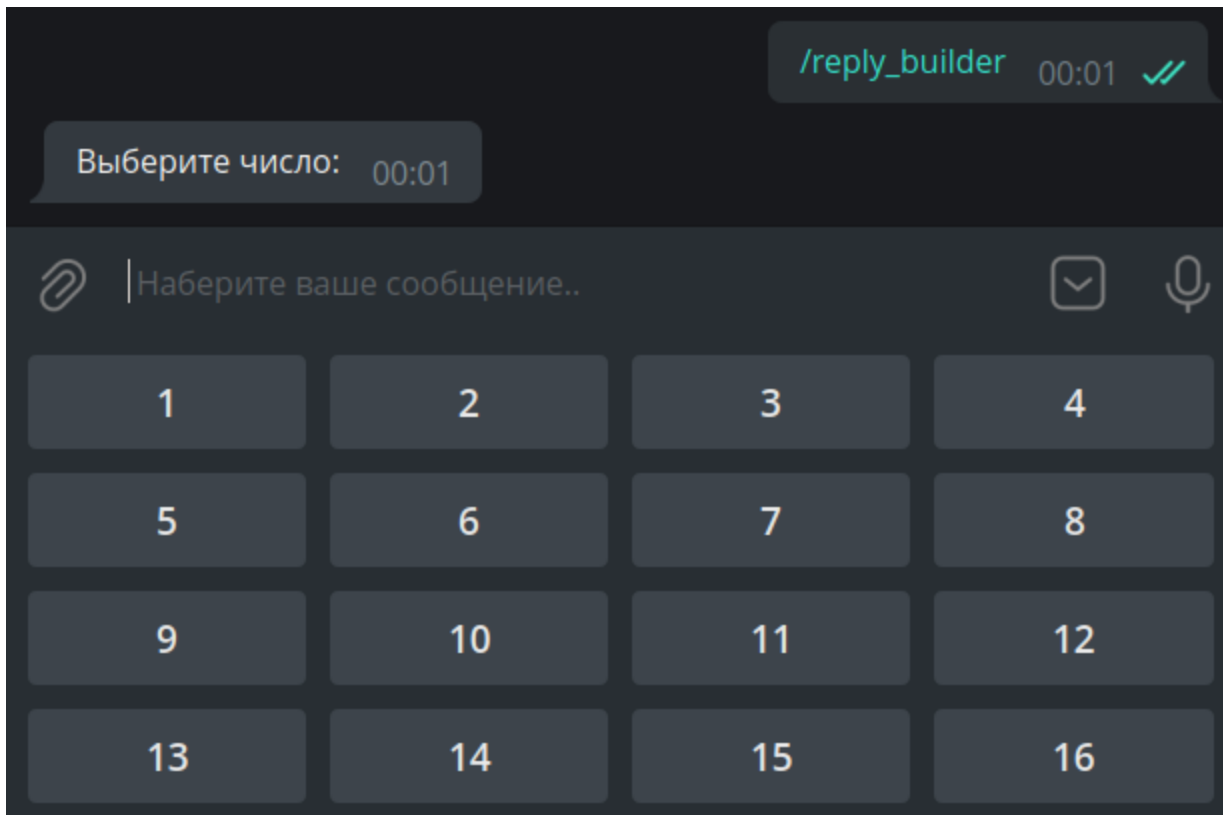 /reply_builder 00:01
Выберите число: 00:01
Наберите ваше сообщение..
1 2 3 4
5 6 7 8
9 10 11 12
13 14 15 16